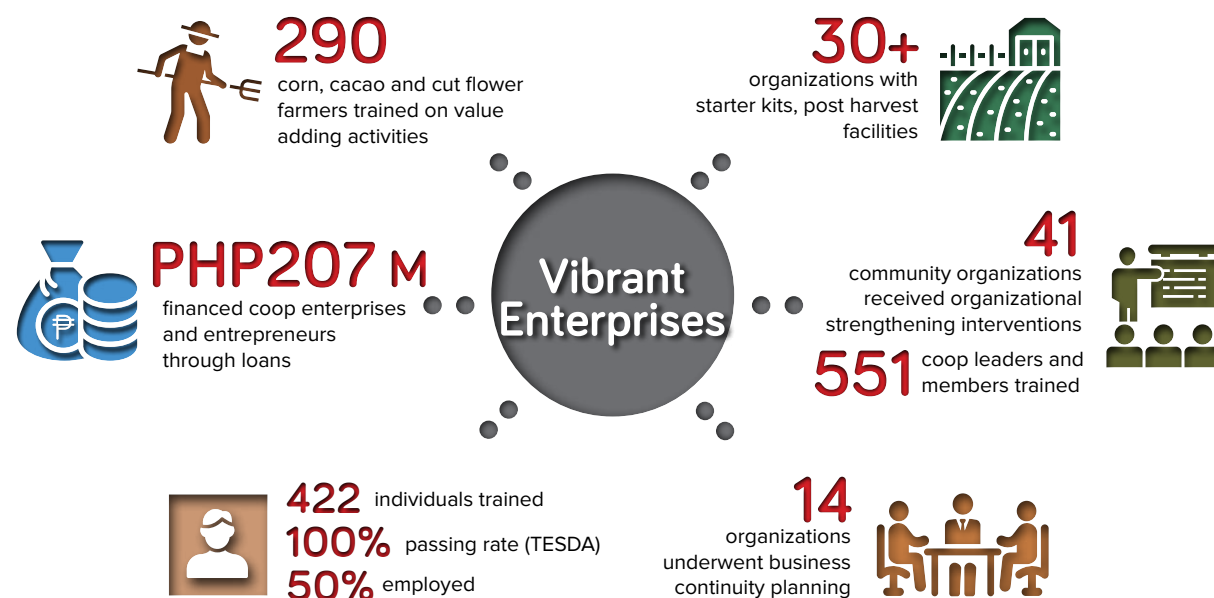 290
corn, cacao and cut flower
farmers trained on value
adding activities
30+
organizations with
starter kits, post harvest
facilities
PHP207 M
financed coop enterprises
and entrepreneurs
through loans
Vibrant
Enterprises
41
community organizations
received organizational
strengthening interventions
551 coop leaders and
members trained
422 individuals trained
100% passing rate (TESDA)
50% employed
14
organizations
underwent business
continuity planning